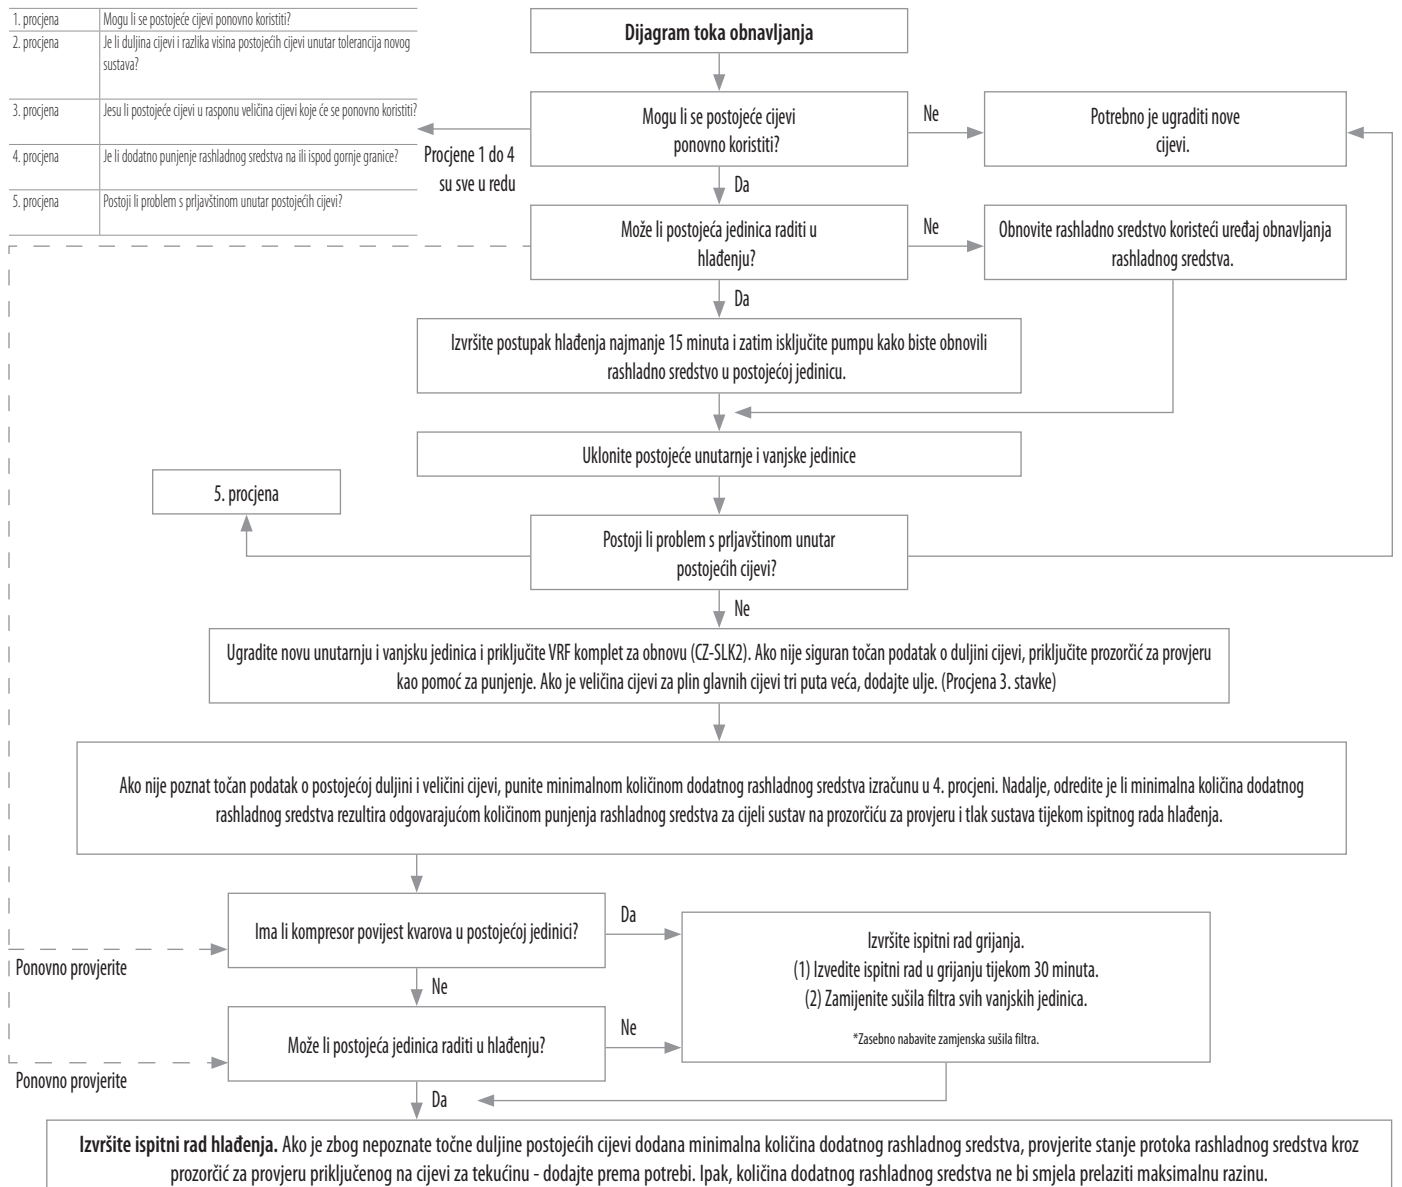 1. procjena Mogu li se postojeće cijevi ponovno koristiti?
2. procjena Je li duljina cijevi i razlika visina postojećih cijevi unutar tolerancija novog
sustava?
3. procjena Jesu li postojeće cijevi u rasponu veličina cijevi koje će se ponovno koristiti?
4. procjena Je li dodatno punjenje rashladnog sredstva na ili ispod gornje granice?
5. procjena Postoji li problem s prljavštinom unutar postojećih cijevi?
Dijagram toka obnavljanja
Mogu li se postojeće cijevi
ponovno koristiti?
Ne
Potrebno je ugraditi nove
cijevi.
Procjene 1 do 4
su sve u redu
Da
Može li postojeća jedinica raditi u
hlađenju?
Ne
Obnovite rashladno sredstvo koristeći uređaj obnavljanja
rashladnog sredstva.
Da
Izvršite postupak hlađenja najmanje 15 minuta i zatim isključite pumpu kako biste obnovili
rashladno sredstvo u postojećoj jedinicu.
Uklonite postojeće unutarnje i vanjske jedinice
5. procjena
Postoji li problem s prljavštinom unutar
postojećih cijevi?
Ne
Ugradite novu unutarnju i vanjsku jedinica i priključite VRF komplet za obnovu (CZ-SLK2). Ako nije siguran točan podatak o duljini cijevi, priključite prozorčić za provjeru
kao pomoć za punjenje. Ako je veličina cijevi za plin glavnih cijevi tri puta veća, dodajte ulje. (Procjena 3. stavke)
Ako nije poznat točan podatak o postojećoj duljini i veličini cijevi, punite minimalnom količinom dodatnog rashladnog sredstva izračunu u 4. procjeni. Nadalje, odredite je li minimalna količina dodatnog
rashladnog sredstva rezultira odgovarajućom količinom punjenja rashladnog sredstva za cijeli sustav na prozorčiću za provjeru i tlak sustava tijekom ispitnog rada hlađenja.
Ima li kompresor povijest kvarova u postojećoj jedinici?
Da
Izvršite ispitni rad grijanja.
(1) Izvedite ispitni rad u grijanju tijekom 30 minuta.
(2) Zamijenite sušila filtra svih vanjskih jedinica.
*Zasebno nabavite zamjenska sušila filtra.
Ponovno provjerite
Ne
Može li postojeća jedinica raditi u hlađenju?
Ne
Ponovno provjerite
Da
Izvršite ispitni rad hlađenja. Ako je zbog nepoznate točne duljine postojećih cijevi dodana minimalna količina dodatnog rashladnog sredstva, provjerite stanje protoka rashladnog sredstva kroz
prozorčić za provjeru priključenog na cijevi za tekućinu - dodajte prema potrebi. Ipak, količina dodatnog rashladnog sredstva ne bi smjela prelaziti maksimalnu razinu.